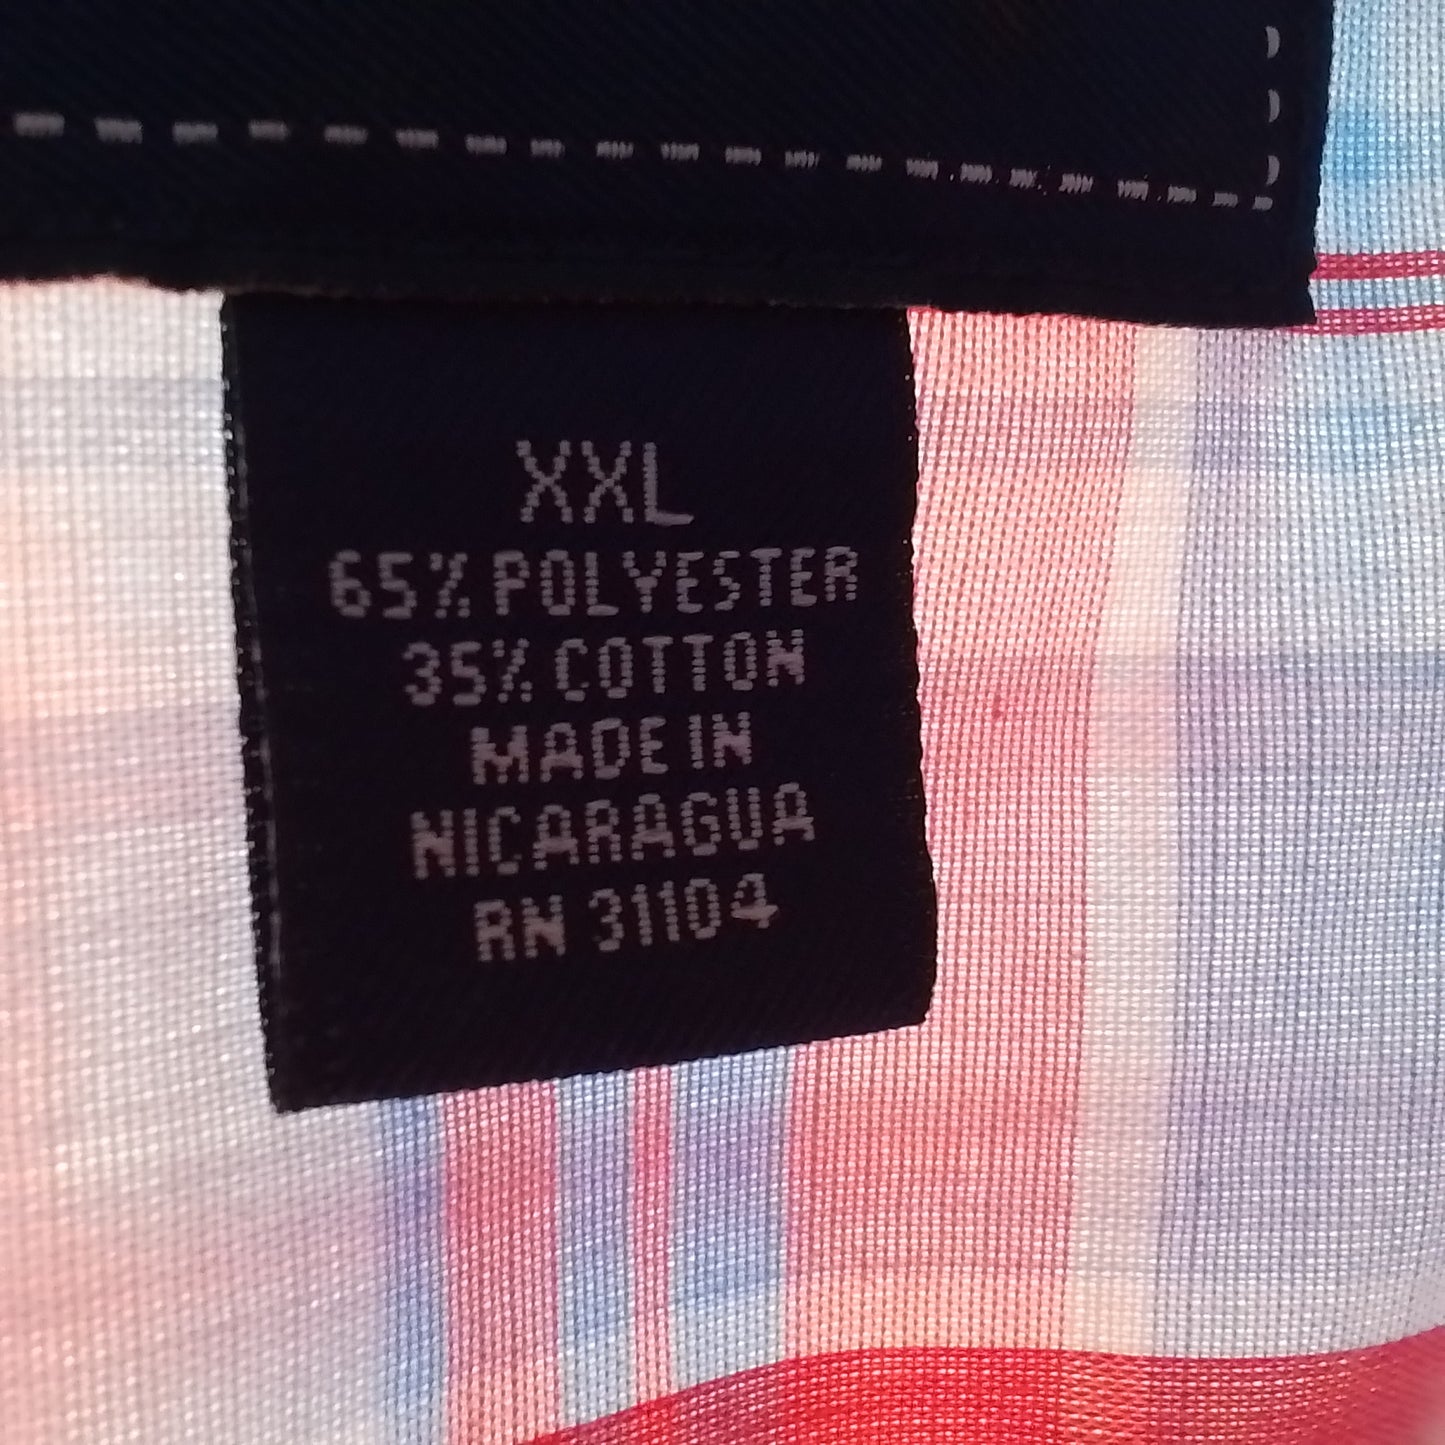 XXL
65% POLYESTER
35% COTTON
MADE IN
NICARAGUA
RN 31104